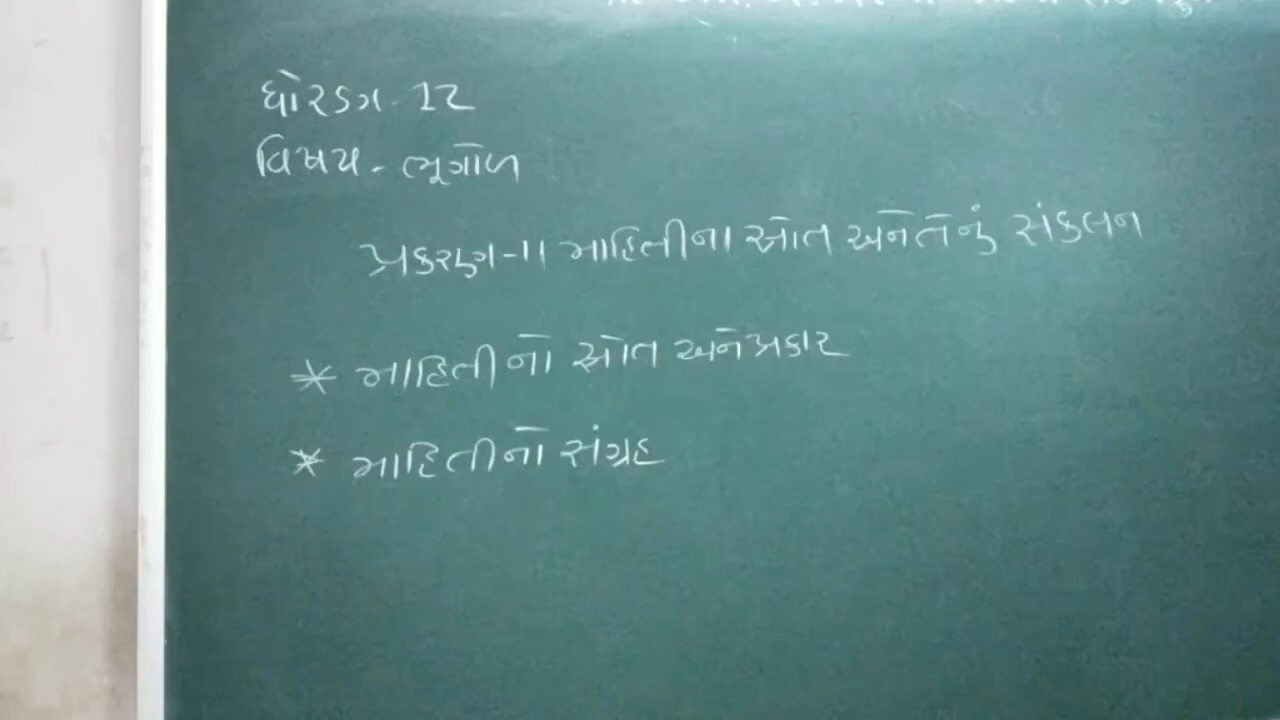 ધોરણ. 12
વિષય - ભૂગોળ
પ્રકરણ-11 માહિતીના સ્રોત અને તેનું સંકલન
* માહિતીનો સ્રોત અને પ્રકાર
* માહિતીનો સંગ્રહ